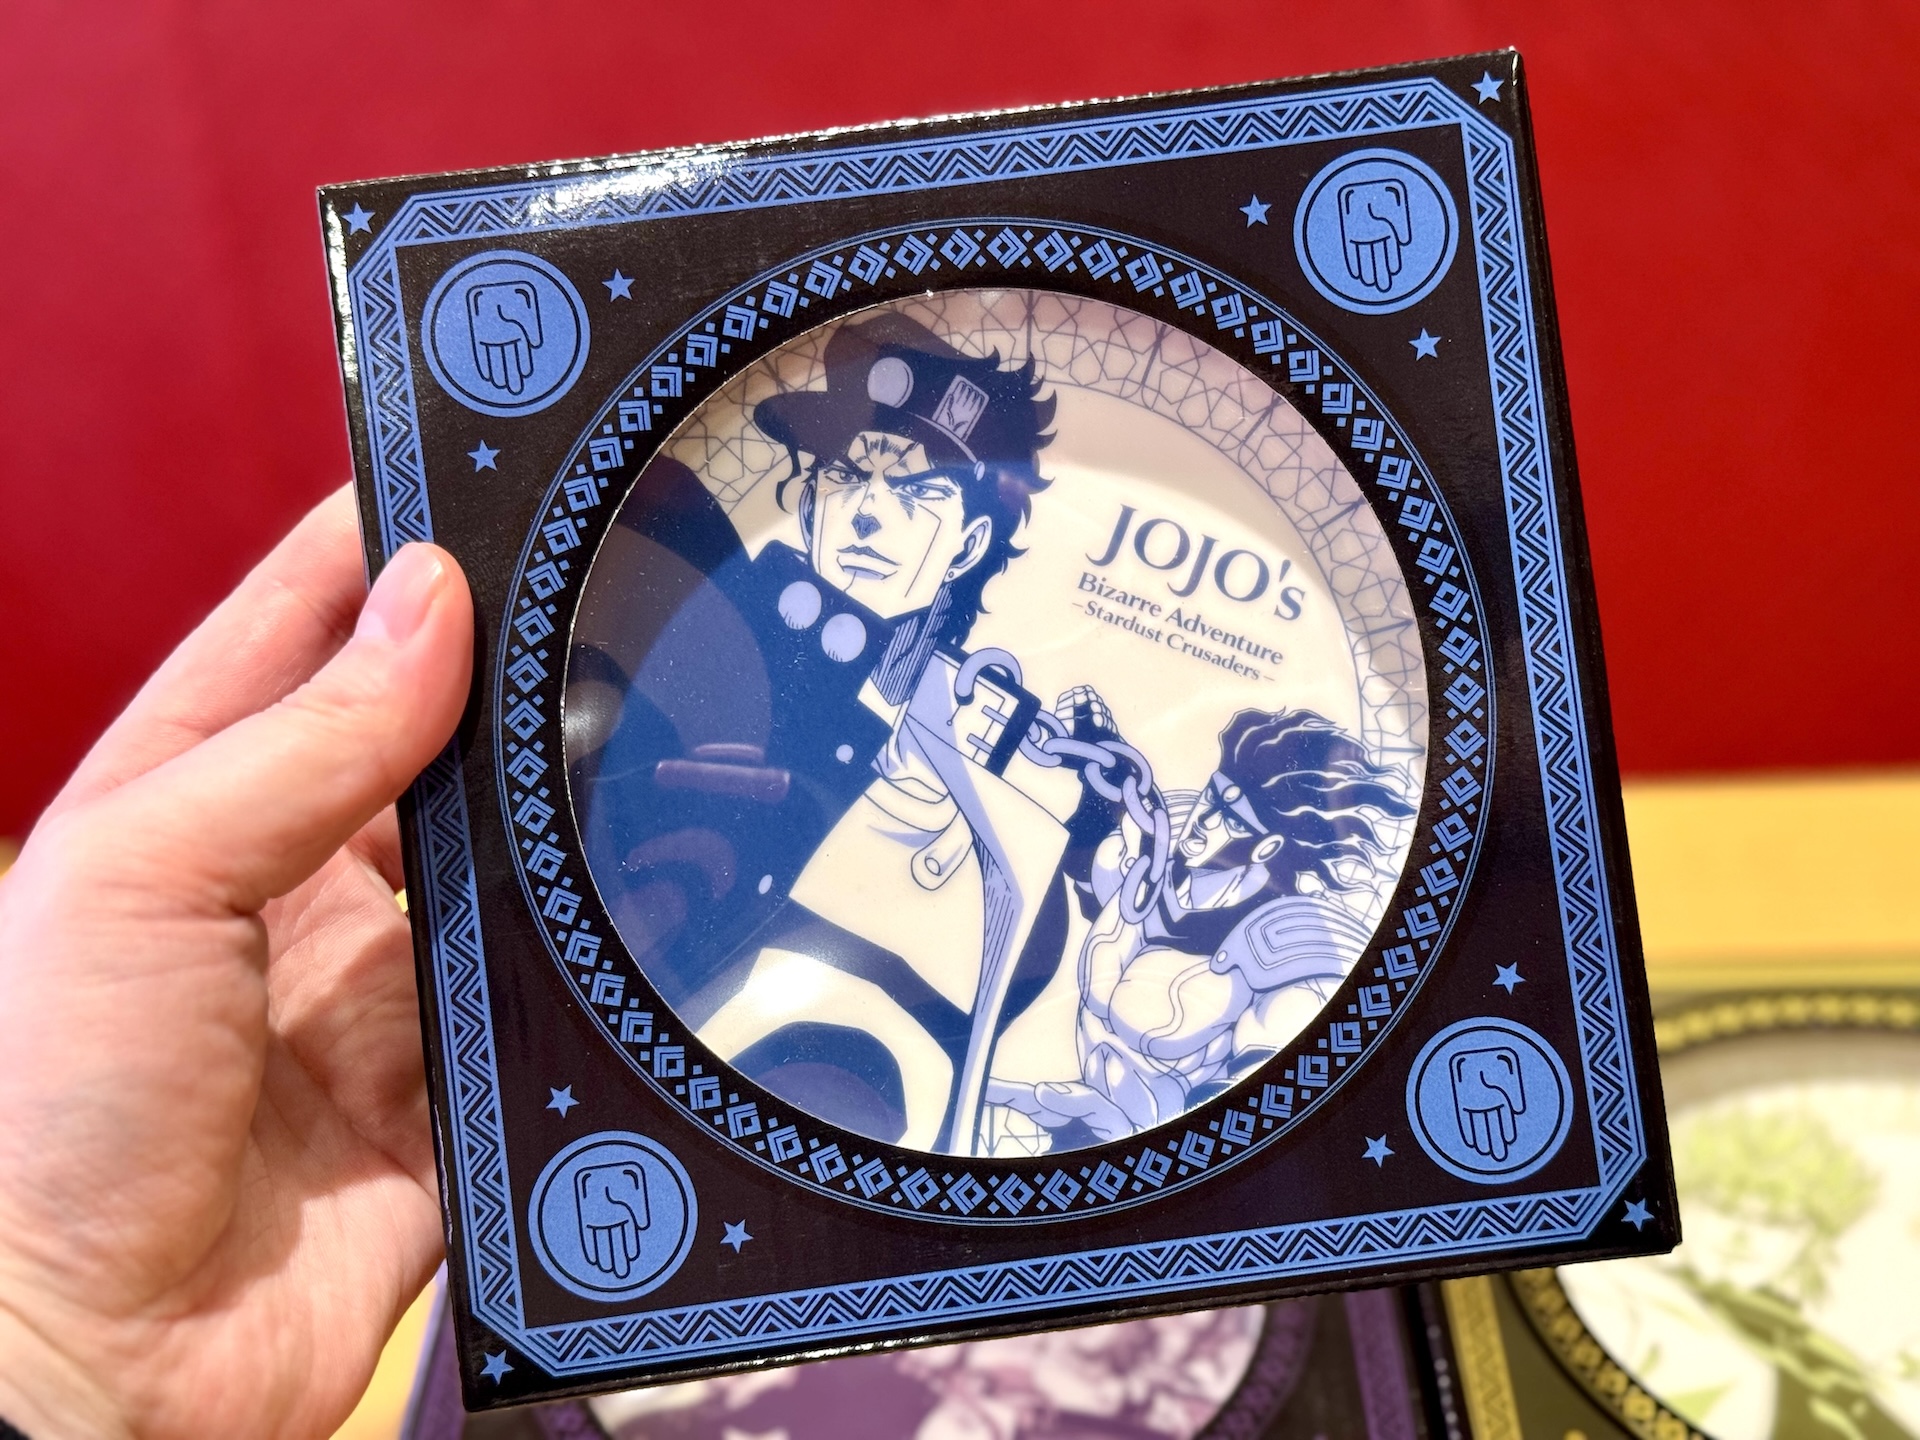 JOJO's
Bizarre Adventure
-Stardust Crusaders-